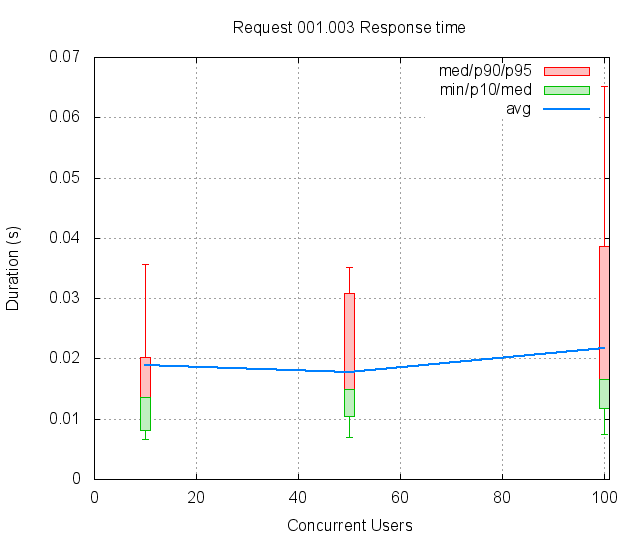 Request 001.003 Response time
med/p90/p95
min/p10/med
avg
0.07
0.06
0.05
0.04
0.03
0.02
0.01
0
0 20 40 60 80 100
Duration (s)
Concurrent Users